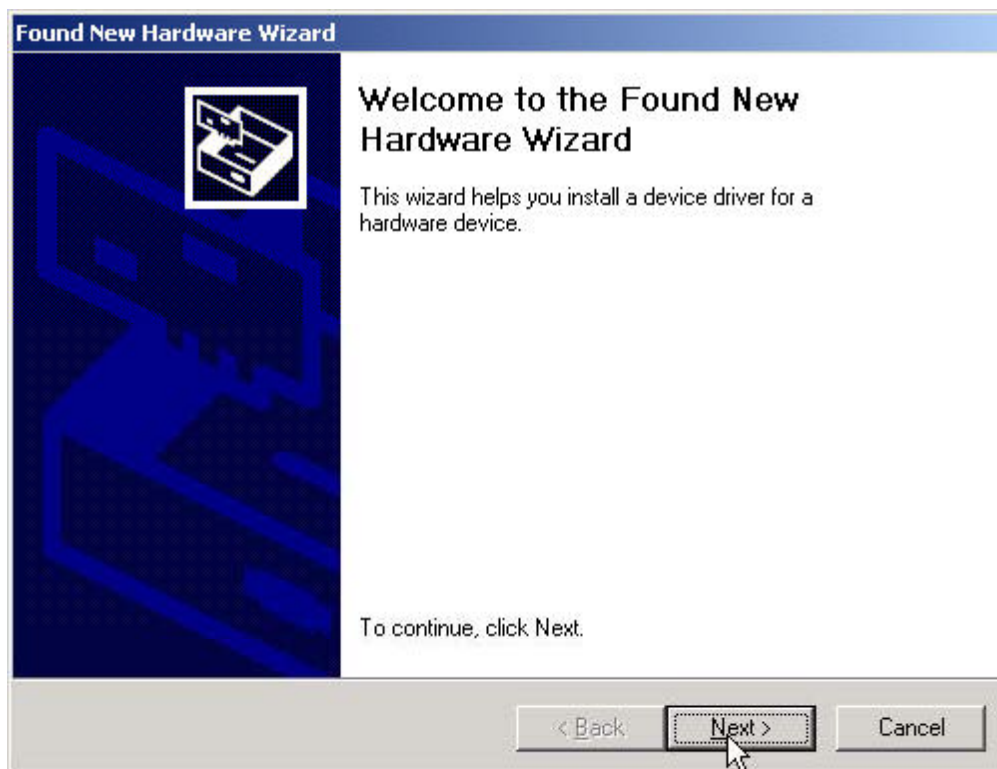 Found New Hardware Wizard
Welcome to the Found New
Hardware Wizard
This wizard helps you install a device driver for a
hardware device.
To continue, click Next.
< Back
Next >
Cancel